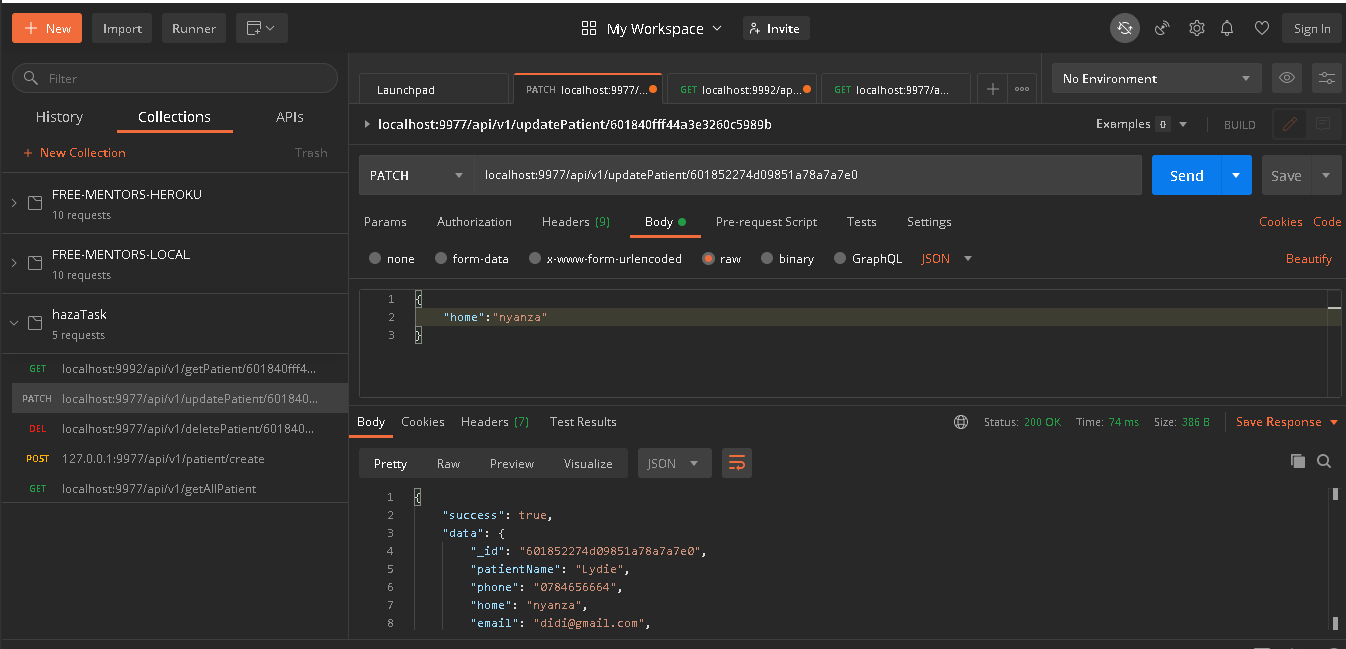 New Import Runner My Workspace Invite Sign In
Filter
History Collections APIs
+ New Collection Trash
FREE-MENTORS-HEROKU
10 requests
FREE-MENTORS-LOCAL
10 requests
hazaTask
5 requests
GET localhost:9992/api/v1/getPatient/601840fff4...
PATCH localhost:9977/api/v1/updatePatient/601840...
DEL localhost:9977/api/v1/deletePatient/601840...
POST 127.0.0.1:9977/api/v1/patient/create
GET localhost:9977/api/v1/getAllPatient
Launchpad PATCH localhost:9977/... GET localhost:9992/ap... GET localhost:9977/a... + ooo No Environment
localhost:9977/api/v1/updatePatient/601840fff44a3e3260c5989b Examples 0 BUILD
PATCH localhost:9977/api/v1/updatePatient/601852274d09851a78a7a7e0 Send Save
Params Authorization Headers (9) Body Pre-request Script Tests Settings Cookies Code
none form-data x-www-form-urlencoded raw binary GraphQL JSON Beautify
1 {
2 "home":"nyanza"
3 }
Body Cookies Headers (7) Test Results Status: 200 OK Time: 74 ms Size: 386 B Save Response
Pretty Raw Preview Visualize JSON
1 {
2 "success": true,
3 "data": {
4 "_id": "601852274d09851a78a7a7e0",
5 "patientName": "Lydie",
6 "phone": "0784656664",
7 "home": "nyanza",
8 "email": "didi@gmail.com",